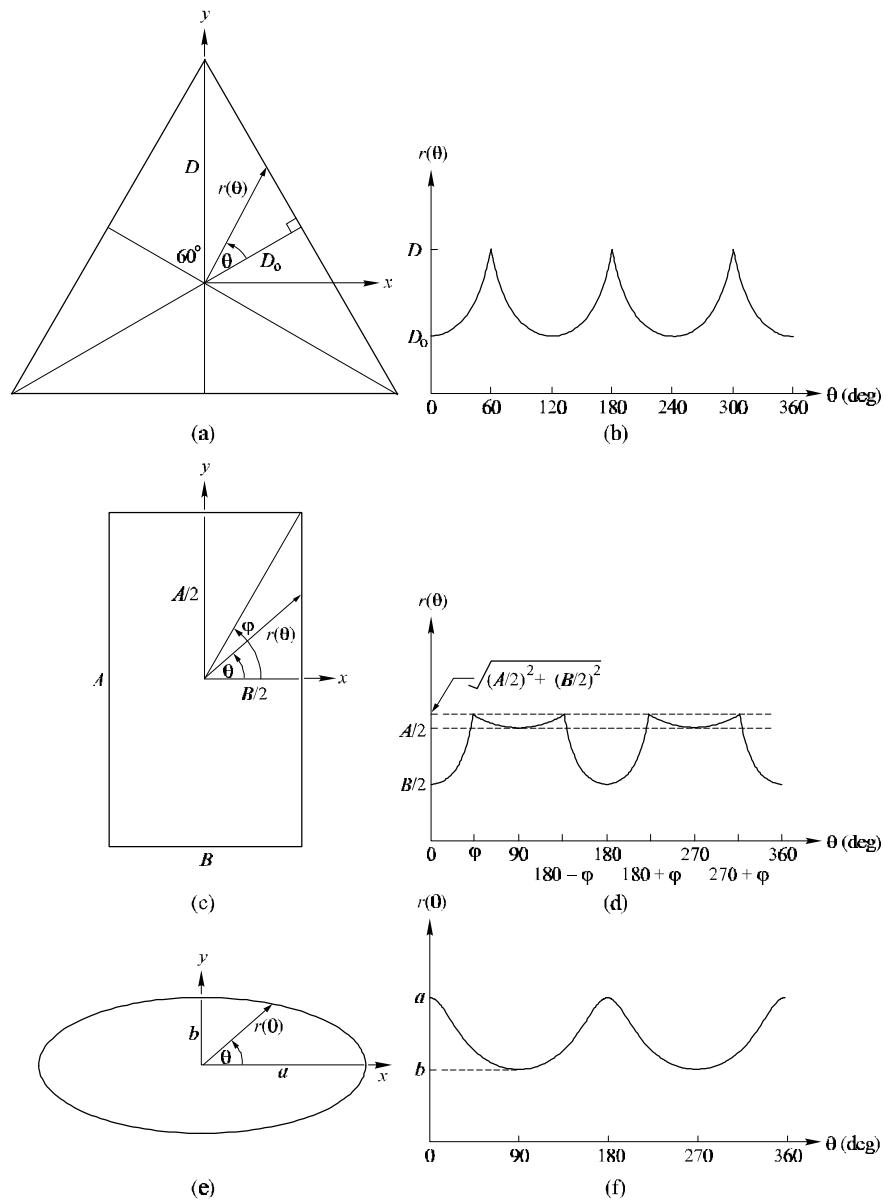 y
D
r(θ)
60°
θ
D₀
x
(a)
r(θ)
D
D₀
0 60 120 180 240 300 360
θ (deg)
(b)
y
A/2
φ
r(θ)
θ
B/2
x
A
B
(c)
r(θ)
√(A/2)² + (B/2)²
A/2
B/2
0 φ 90 180 270 360
θ (deg)
180 – φ 180 + φ 270 + φ
(d)
y
b
r(θ)
θ
a
x
(e)
r(θ)
a
b
0 90 180 270 360
θ (deg)
(f)